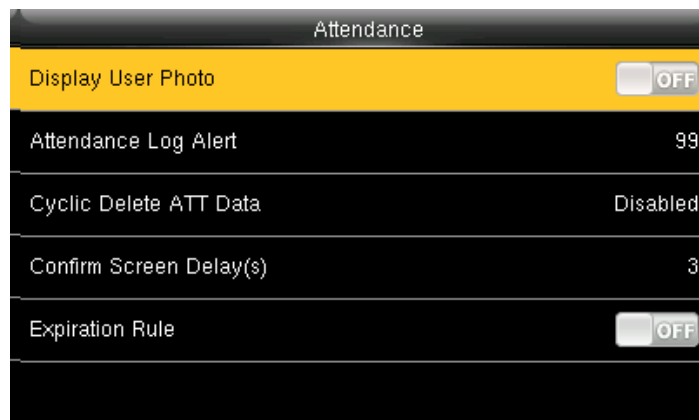 Attendance
Display User Photo OFF
Attendance Log Alert 99
Cyclic Delete ATT Data Disabled
Confirm Screen Delay(s) 3
Expiration Rule OFF